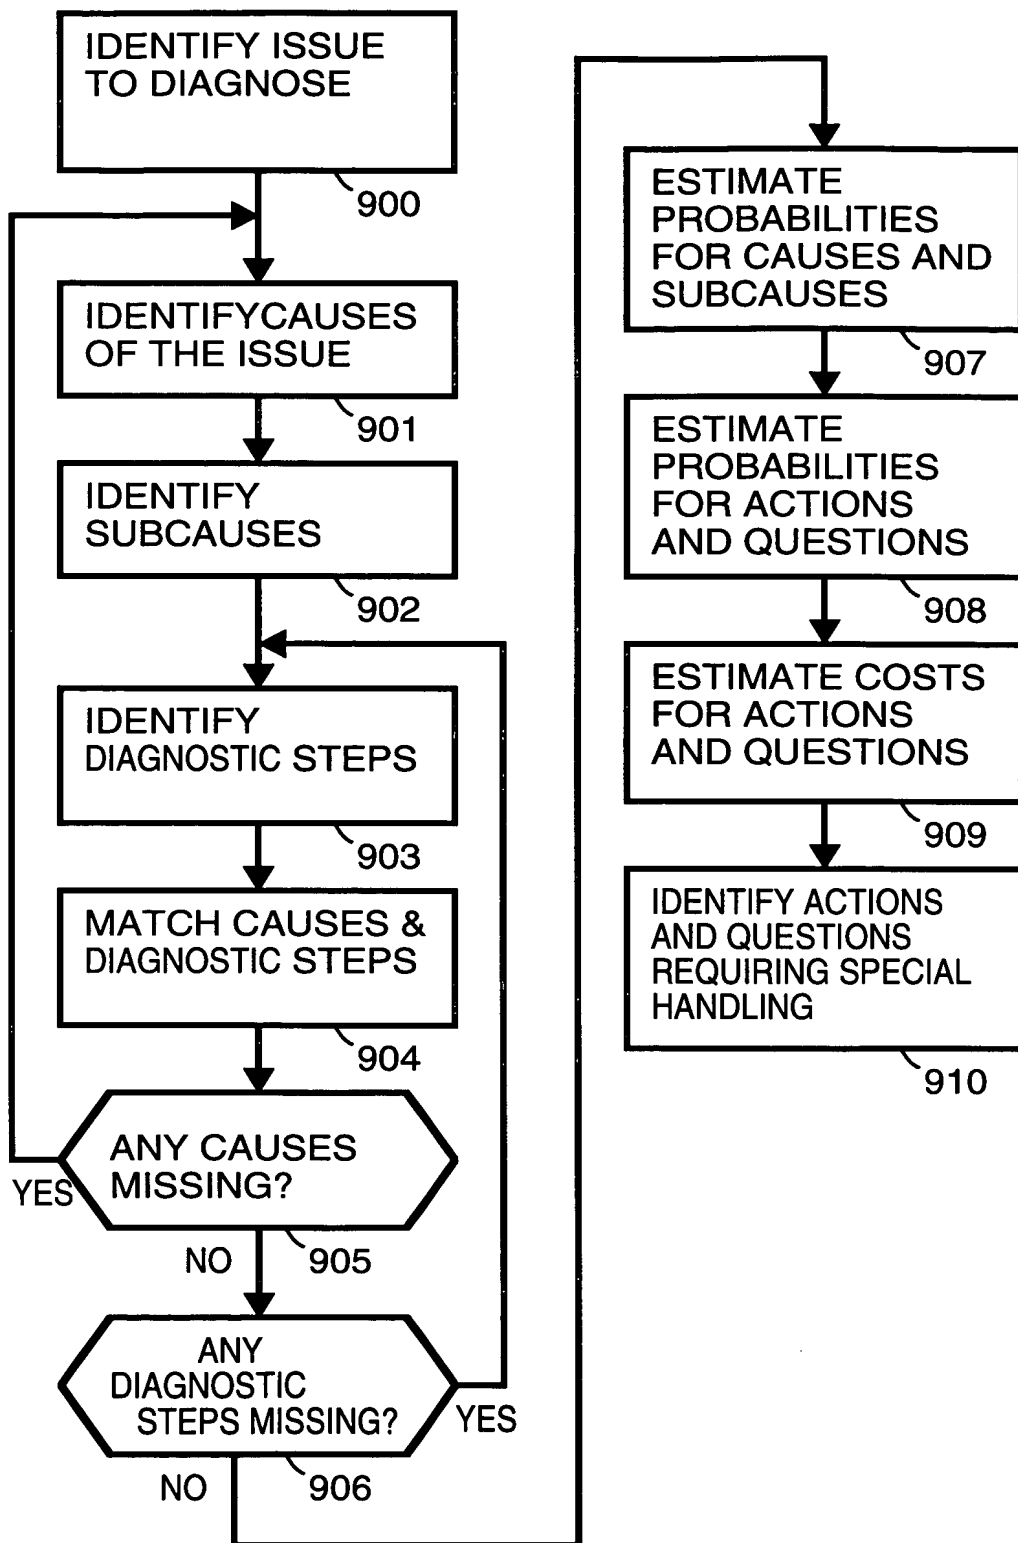 IDENTIFY ISSUE
TO DIAGNOSE
900
IDENTIFYCAUSES
OF THE ISSUE
901
IDENTIFY
SUBCAUSES
902
IDENTIFY
DIAGNOSTIC STEPS
903
MATCH CAUSES &
DIAGNOSTIC STEPS
904
ANY CAUSES
MISSING?
YES
NO
905
ANY
DIAGNOSTIC
STEPS MISSING?
YES
NO
906
ESTIMATE
PROBABILITIES
FOR CAUSES AND
SUBCAUSES
907
ESTIMATE
PROBABILITIES
FOR ACTIONS
AND QUESTIONS
908
ESTIMATE COSTS
FOR ACTIONS
AND QUESTIONS
909
IDENTIFY ACTIONS
AND QUESTIONS
REQUIRING SPECIAL
HANDLING
910